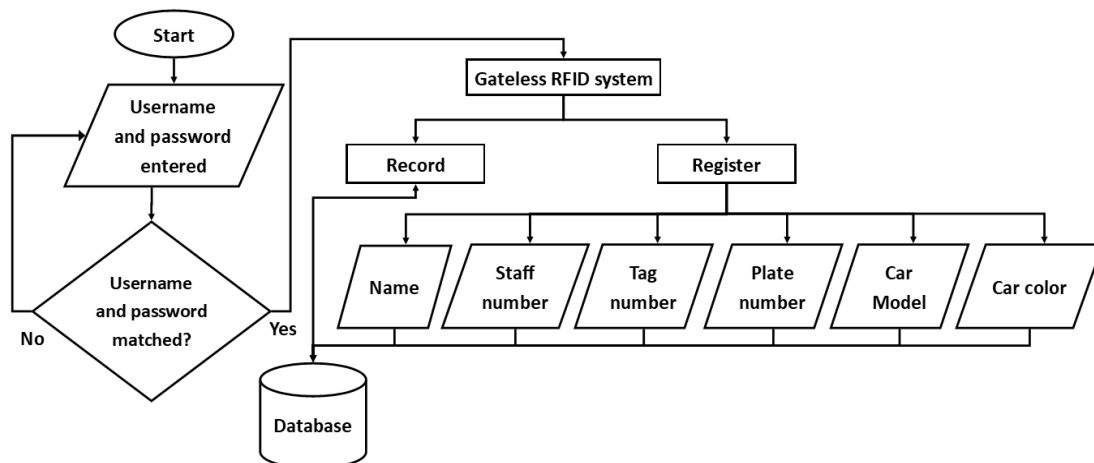 Start
Username
and password
entered
Username
and password
matched?
No
Yes
Gateless RFID system
Record
Register
Name
Staff
number
Tag
number
Plate
number
Car
Model
Car color
Database